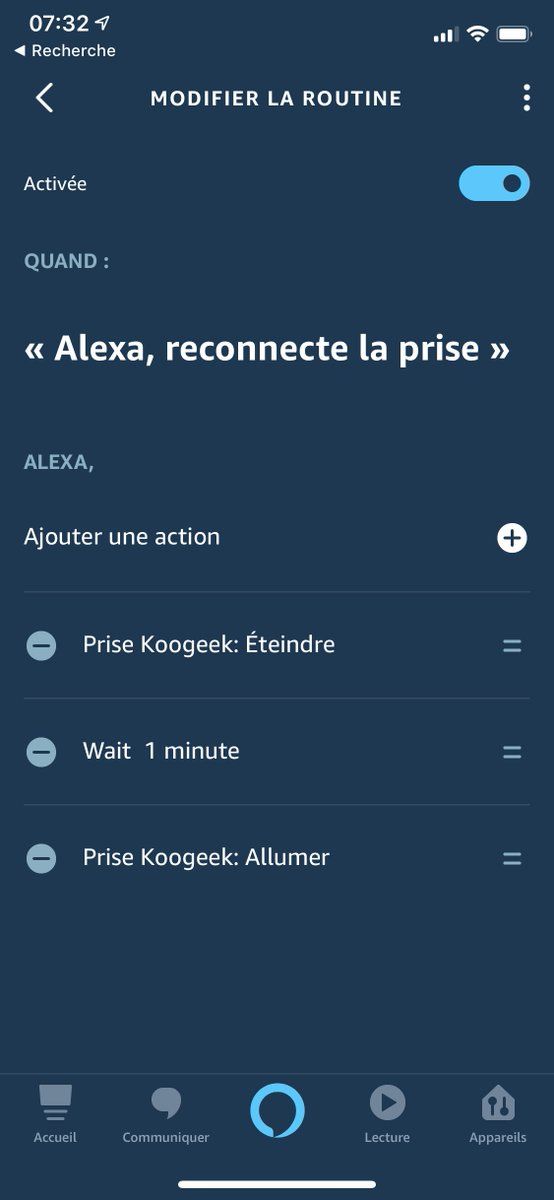 07:32
◀ Recherche
MODIFIER LA ROUTINE
Activée
QUAND :
« Alexa, reconnecte la prise »
ALEXA,
Ajouter une action
Prise Koogeek: Éteindre
Wait  1 minute
Prise Koogeek: Allumer
Accueil
Communiquer
Lecture
Appareils